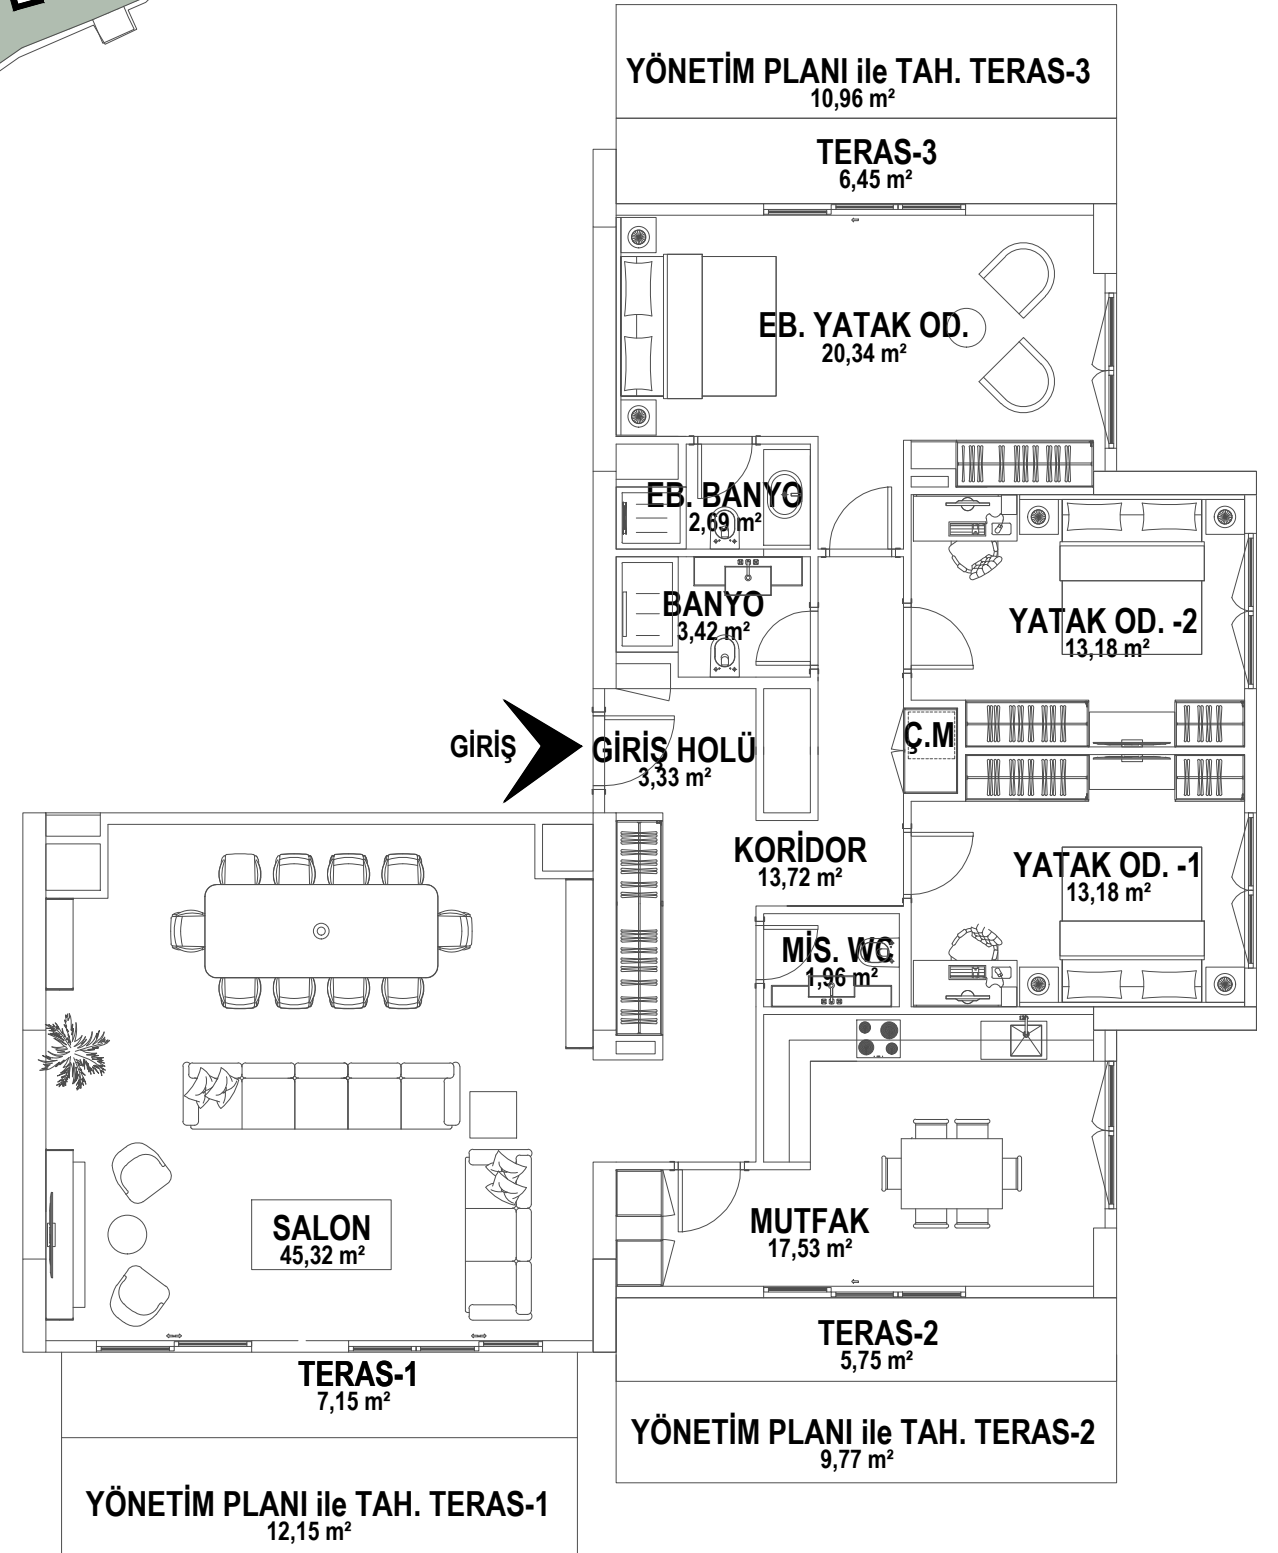 YÖNETİM PLANI ile TAH. TERAS-3
10,96 m²
TERAS-3
6,45 m²
EB. YATAK OD.
20,34 m²
EB. BANYO
2,69 m²
BANYO
3,42 m²
YATAK OD. -2
13,18 m²
GİRİŞ
GİRİŞ HOLÜ
3,33 m²
Ç.M
KORİDOR
13,72 m²
YATAK OD. -1
13,18 m²
MİS. WC
1,96 m²
SALON
45,32 m²
MUTFAK
17,53 m²
TERAS-2
5,75 m²
TERAS-1
7,15 m²
YÖNETİM PLANI ile TAH. TERAS-2
9,77 m²
YÖNETİM PLANI ile TAH. TERAS-1
12,15 m²